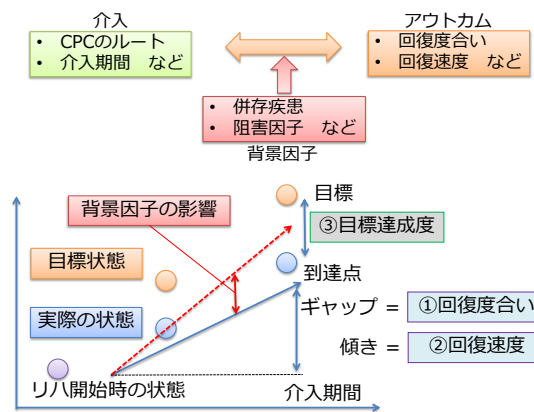 介入
アウトカム
• CPCのルート
• 介入期間　など
• 回復度合い
• 回復速度　など
• 併存疾患
• 阻害因子　など
背景因子
目標
背景因子の影響
③目標達成度
目標状態
到達点
実際の状態
ギャップ = ①回復度合い
傾き = ②回復速度
リハ開始時の状態
介入期間